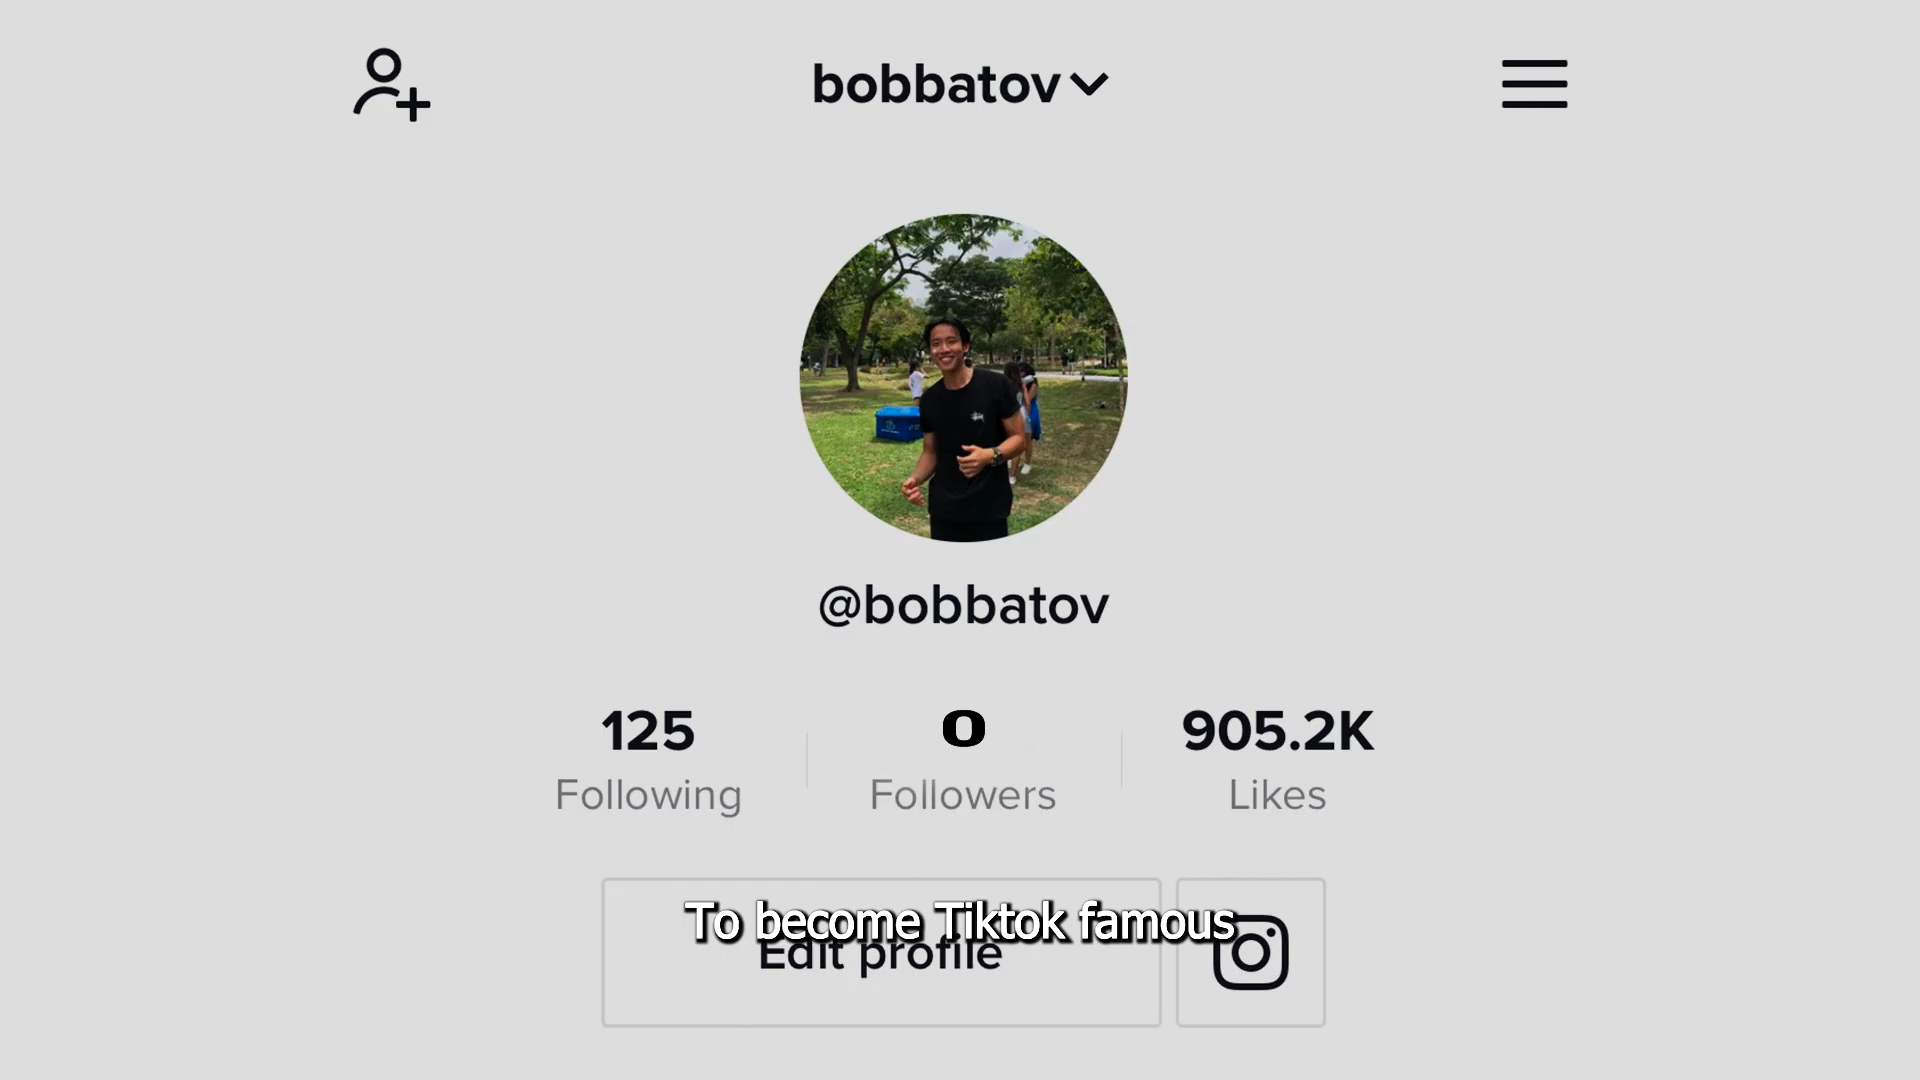 bobbatov
@bobbatov
125
Following
0
Followers
905.2K
Likes
To become Tiktok famous
Edit profile